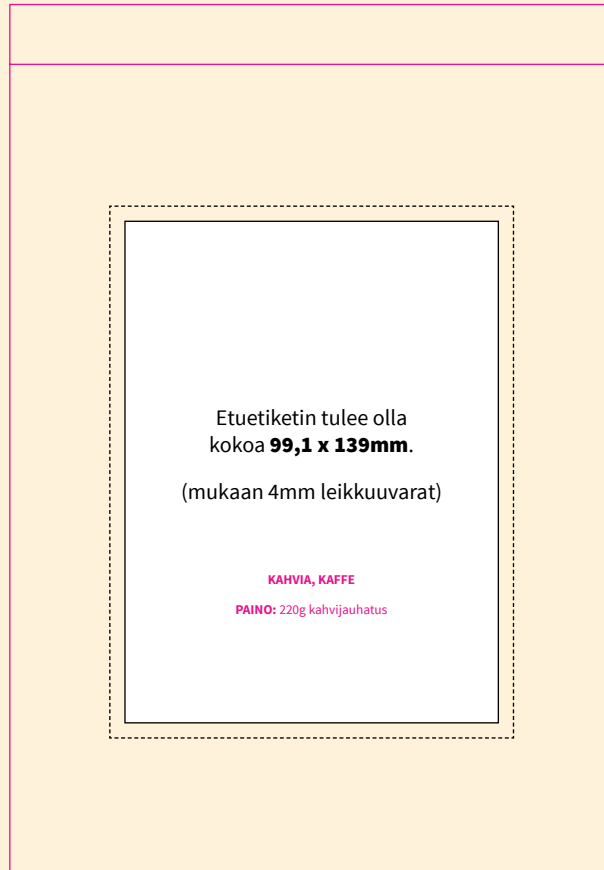 Etuetiketin tulee olla
kokoa 99,1 x 139mm.
(mukaan 4mm leikkuuvarat)
KAHVIA, KAFFE
PAINO: 220g kahvijauhatus